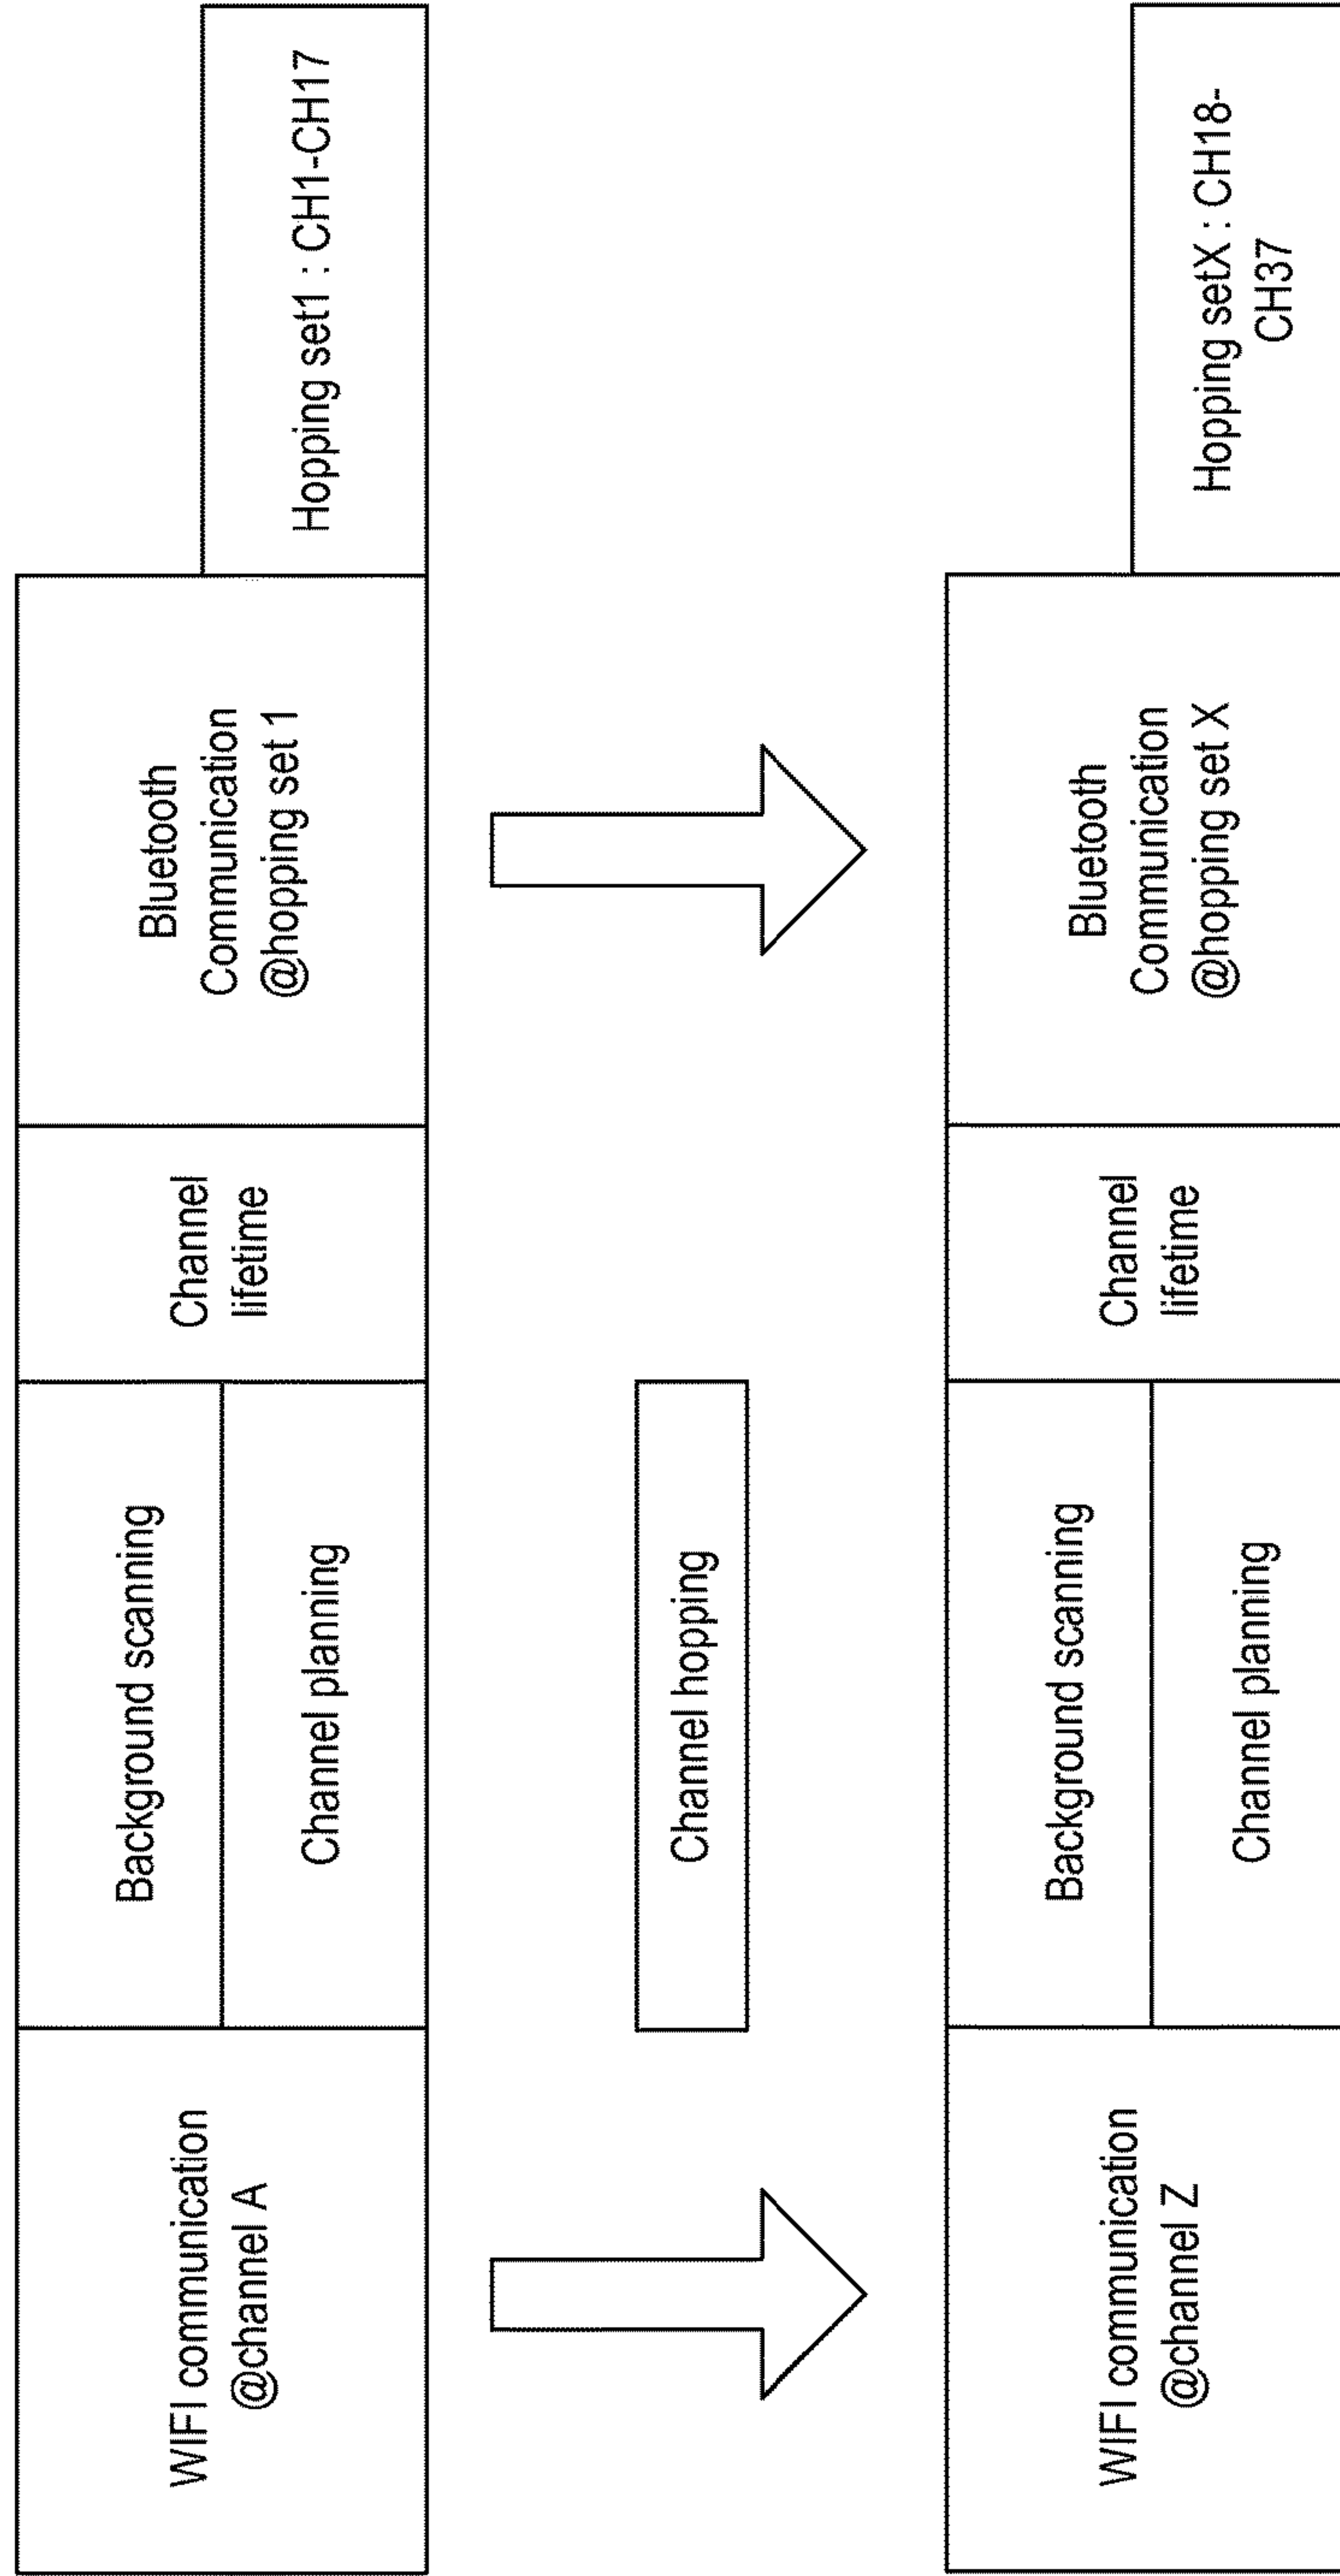 WIFI communication
@channel A
Background scanning
Channel planning
Channel
lifetime
Bluetooth
Communication
@hopping set 1
Hopping set1 : CH1-CH17
Channel hopping
WIFI communication
@channel Z
Background scanning
Channel planning
Channel
lifetime
Bluetooth
Communication
@hopping set X
Hopping setX : CH18-
CH37